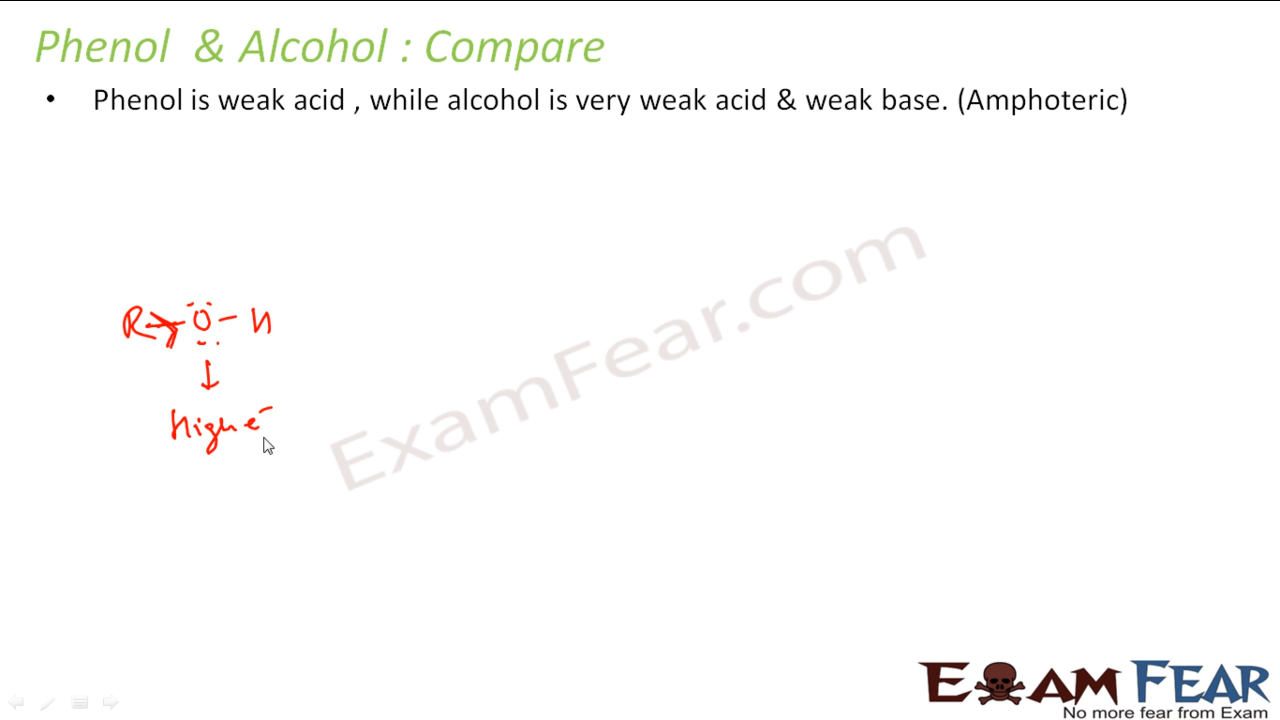 Phenol & Alcohol : Compare
• Phenol is weak acid , while alcohol is very weak acid & weak base. (Amphoteric)
R → O – H
High e⁻
ExamFear.com
EXAM FEAR
No more fear from Exam